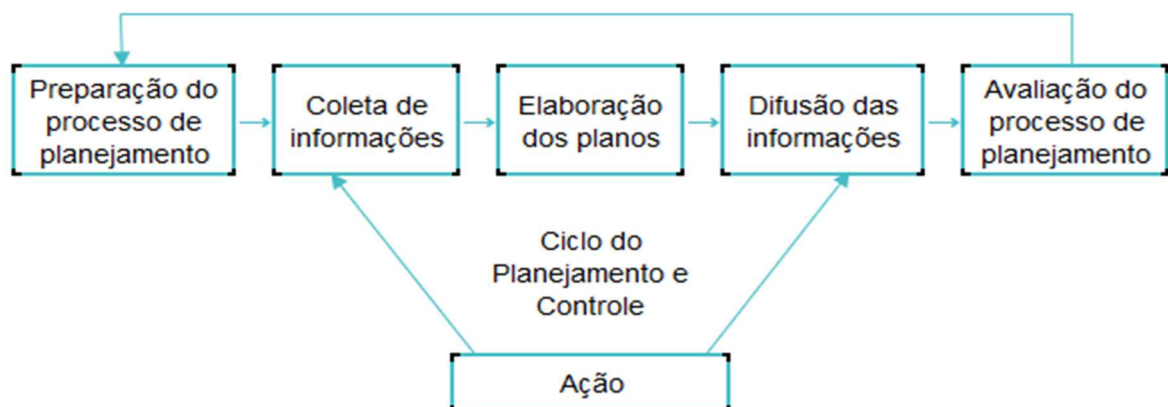 Preparação do
processo de
planejamento
Coleta de
informações
Elaboração
dos planos
Difusão das
informações
Avaliação do
processo de
planejamento
Ciclo do
Planejamento e
Controle
Ação